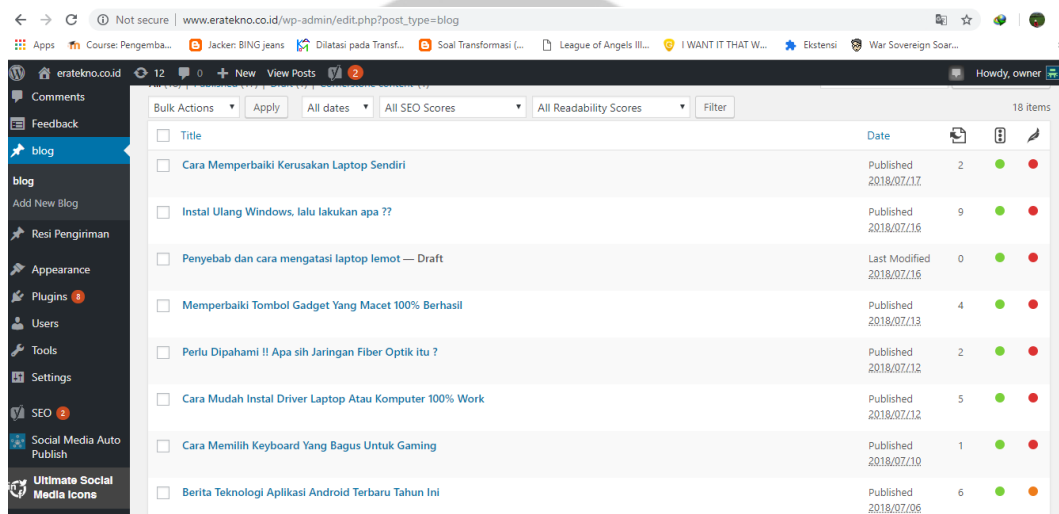 Not secure | www.eratekno.co.id/wp-admin/edit.php?post_type=blog
Apps Course: Pengemba... Jacker: BING jeans Dilatasi pada Transf... Soal Transformasi (... League of Angels III... I WANT IT THAT W... Ekstensi War Sovereign Soar...
eratekno.co.id 12 0 + New View Posts 2 Howdy, owner
Comments
Feedback
blog
blog
Add New Blog
Resi Pengiriman
Appearance
Plugins 8
Users
Tools
Settings
SEO 2
Social Media Auto
Publish
Ultimate Social
Media Icons
Bulk Actions Apply All dates All SEO Scores All Readability Scores Filter 18 items
Title Date
Cara Memperbaiki Kerusakan Laptop Sendiri Published 2
2018/07/17
Instal Ulang Windows, lalu lakukan apa ?? Published 9
2018/07/16
Penyebab dan cara mengatasi laptop lemot — Draft Last Modified 0
2018/07/16
Memperbaiki Tombol Gadget Yang Macet 100% Berhasil Published 4
2018/07/13
Perlu Dipahami !! Apa sih Jaringan Fiber Optik itu ? Published 2
2018/07/12
Cara Mudah Instal Driver Laptop Atau Komputer 100% Work Published 5
2018/07/12
Cara Memilih Keyboard Yang Bagus Untuk Gaming Published 1
2018/07/10
Berita Teknologi Aplikasi Android Terbaru Tahun Ini Published 6
2018/07/06